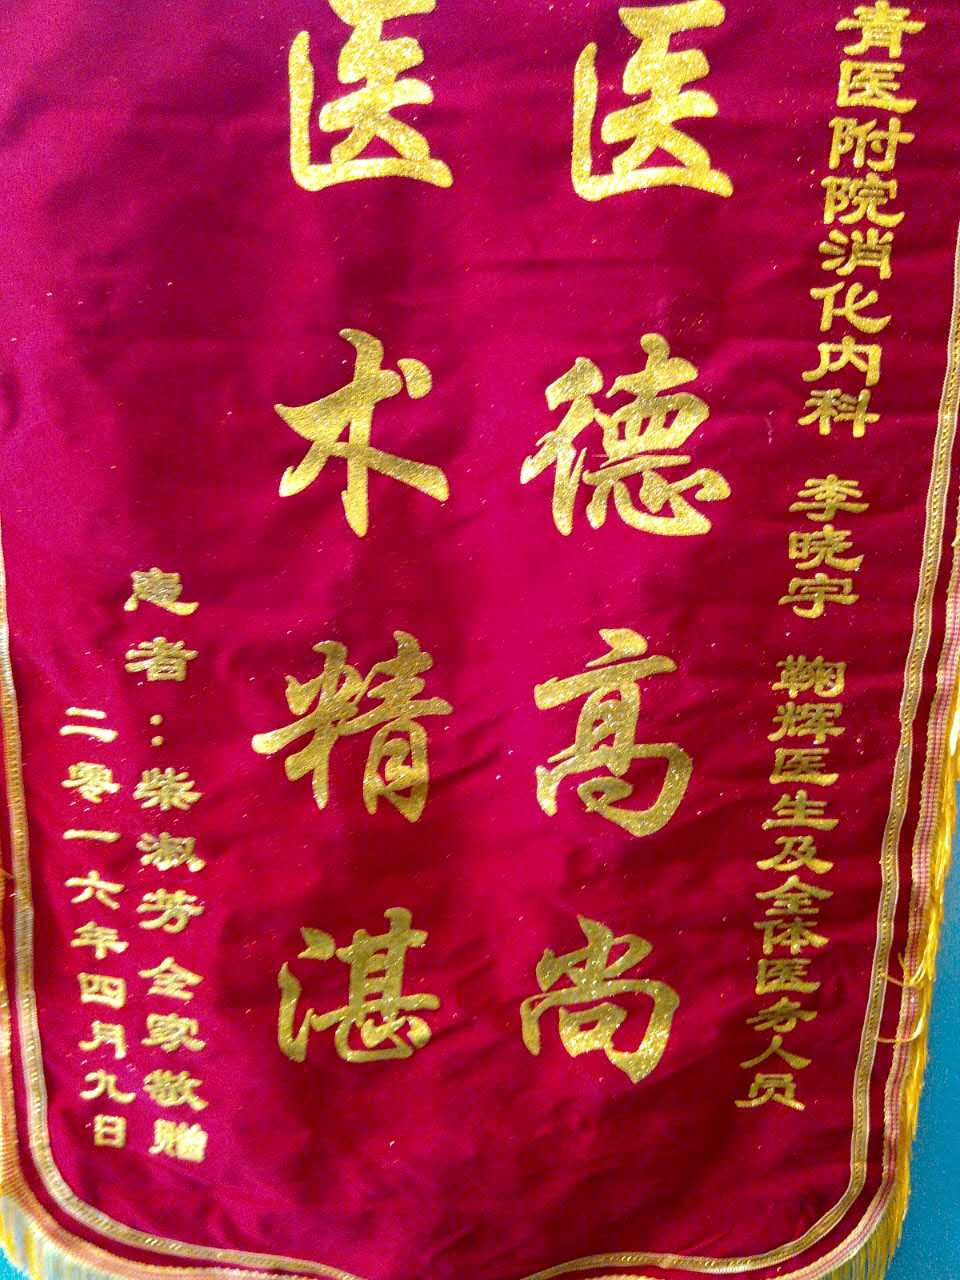 青医附院消化内科 李晓宇 鞠辉医生及全体医务人员
医德高尚
医术精湛
患者:柴淑芳全家敬赠
二零一六年四月九日